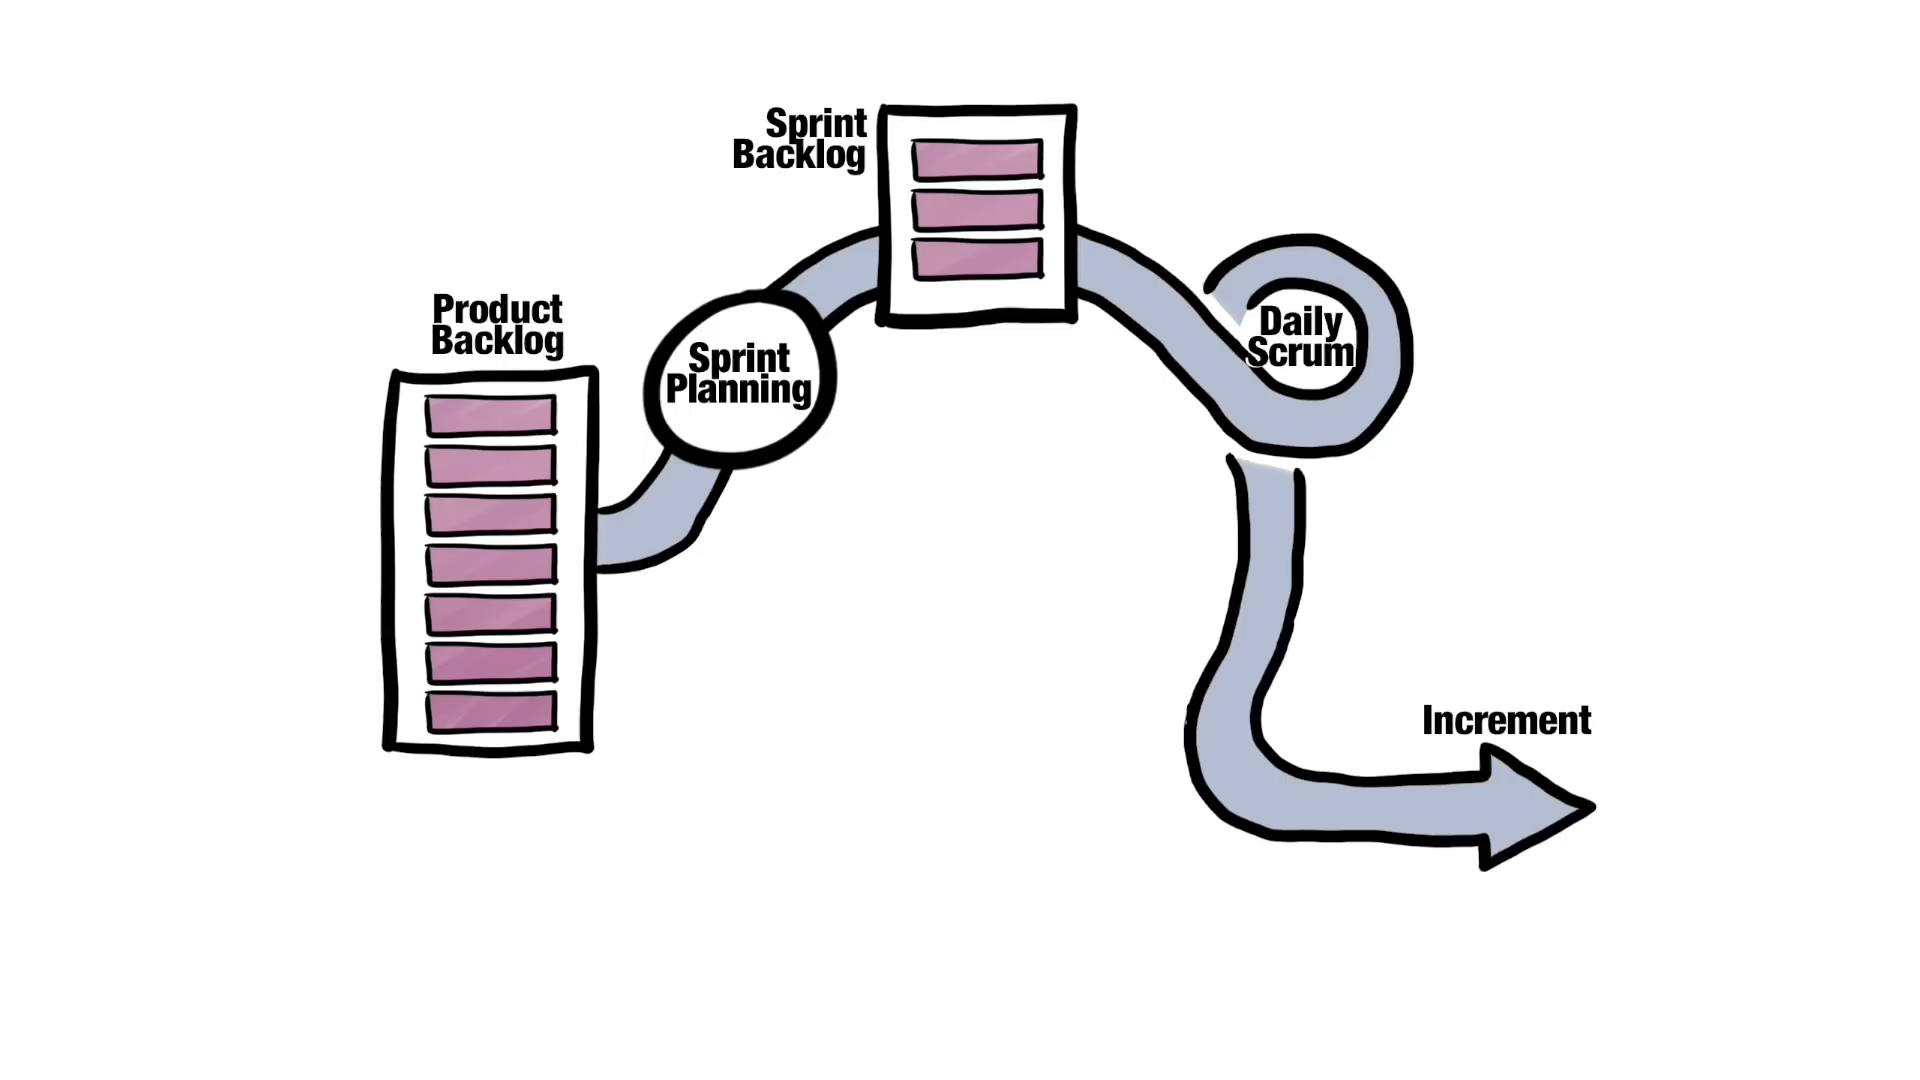 Product
Backlog
Sprint
Planning
Sprint
Backlog
Daily
Scrum
Increment